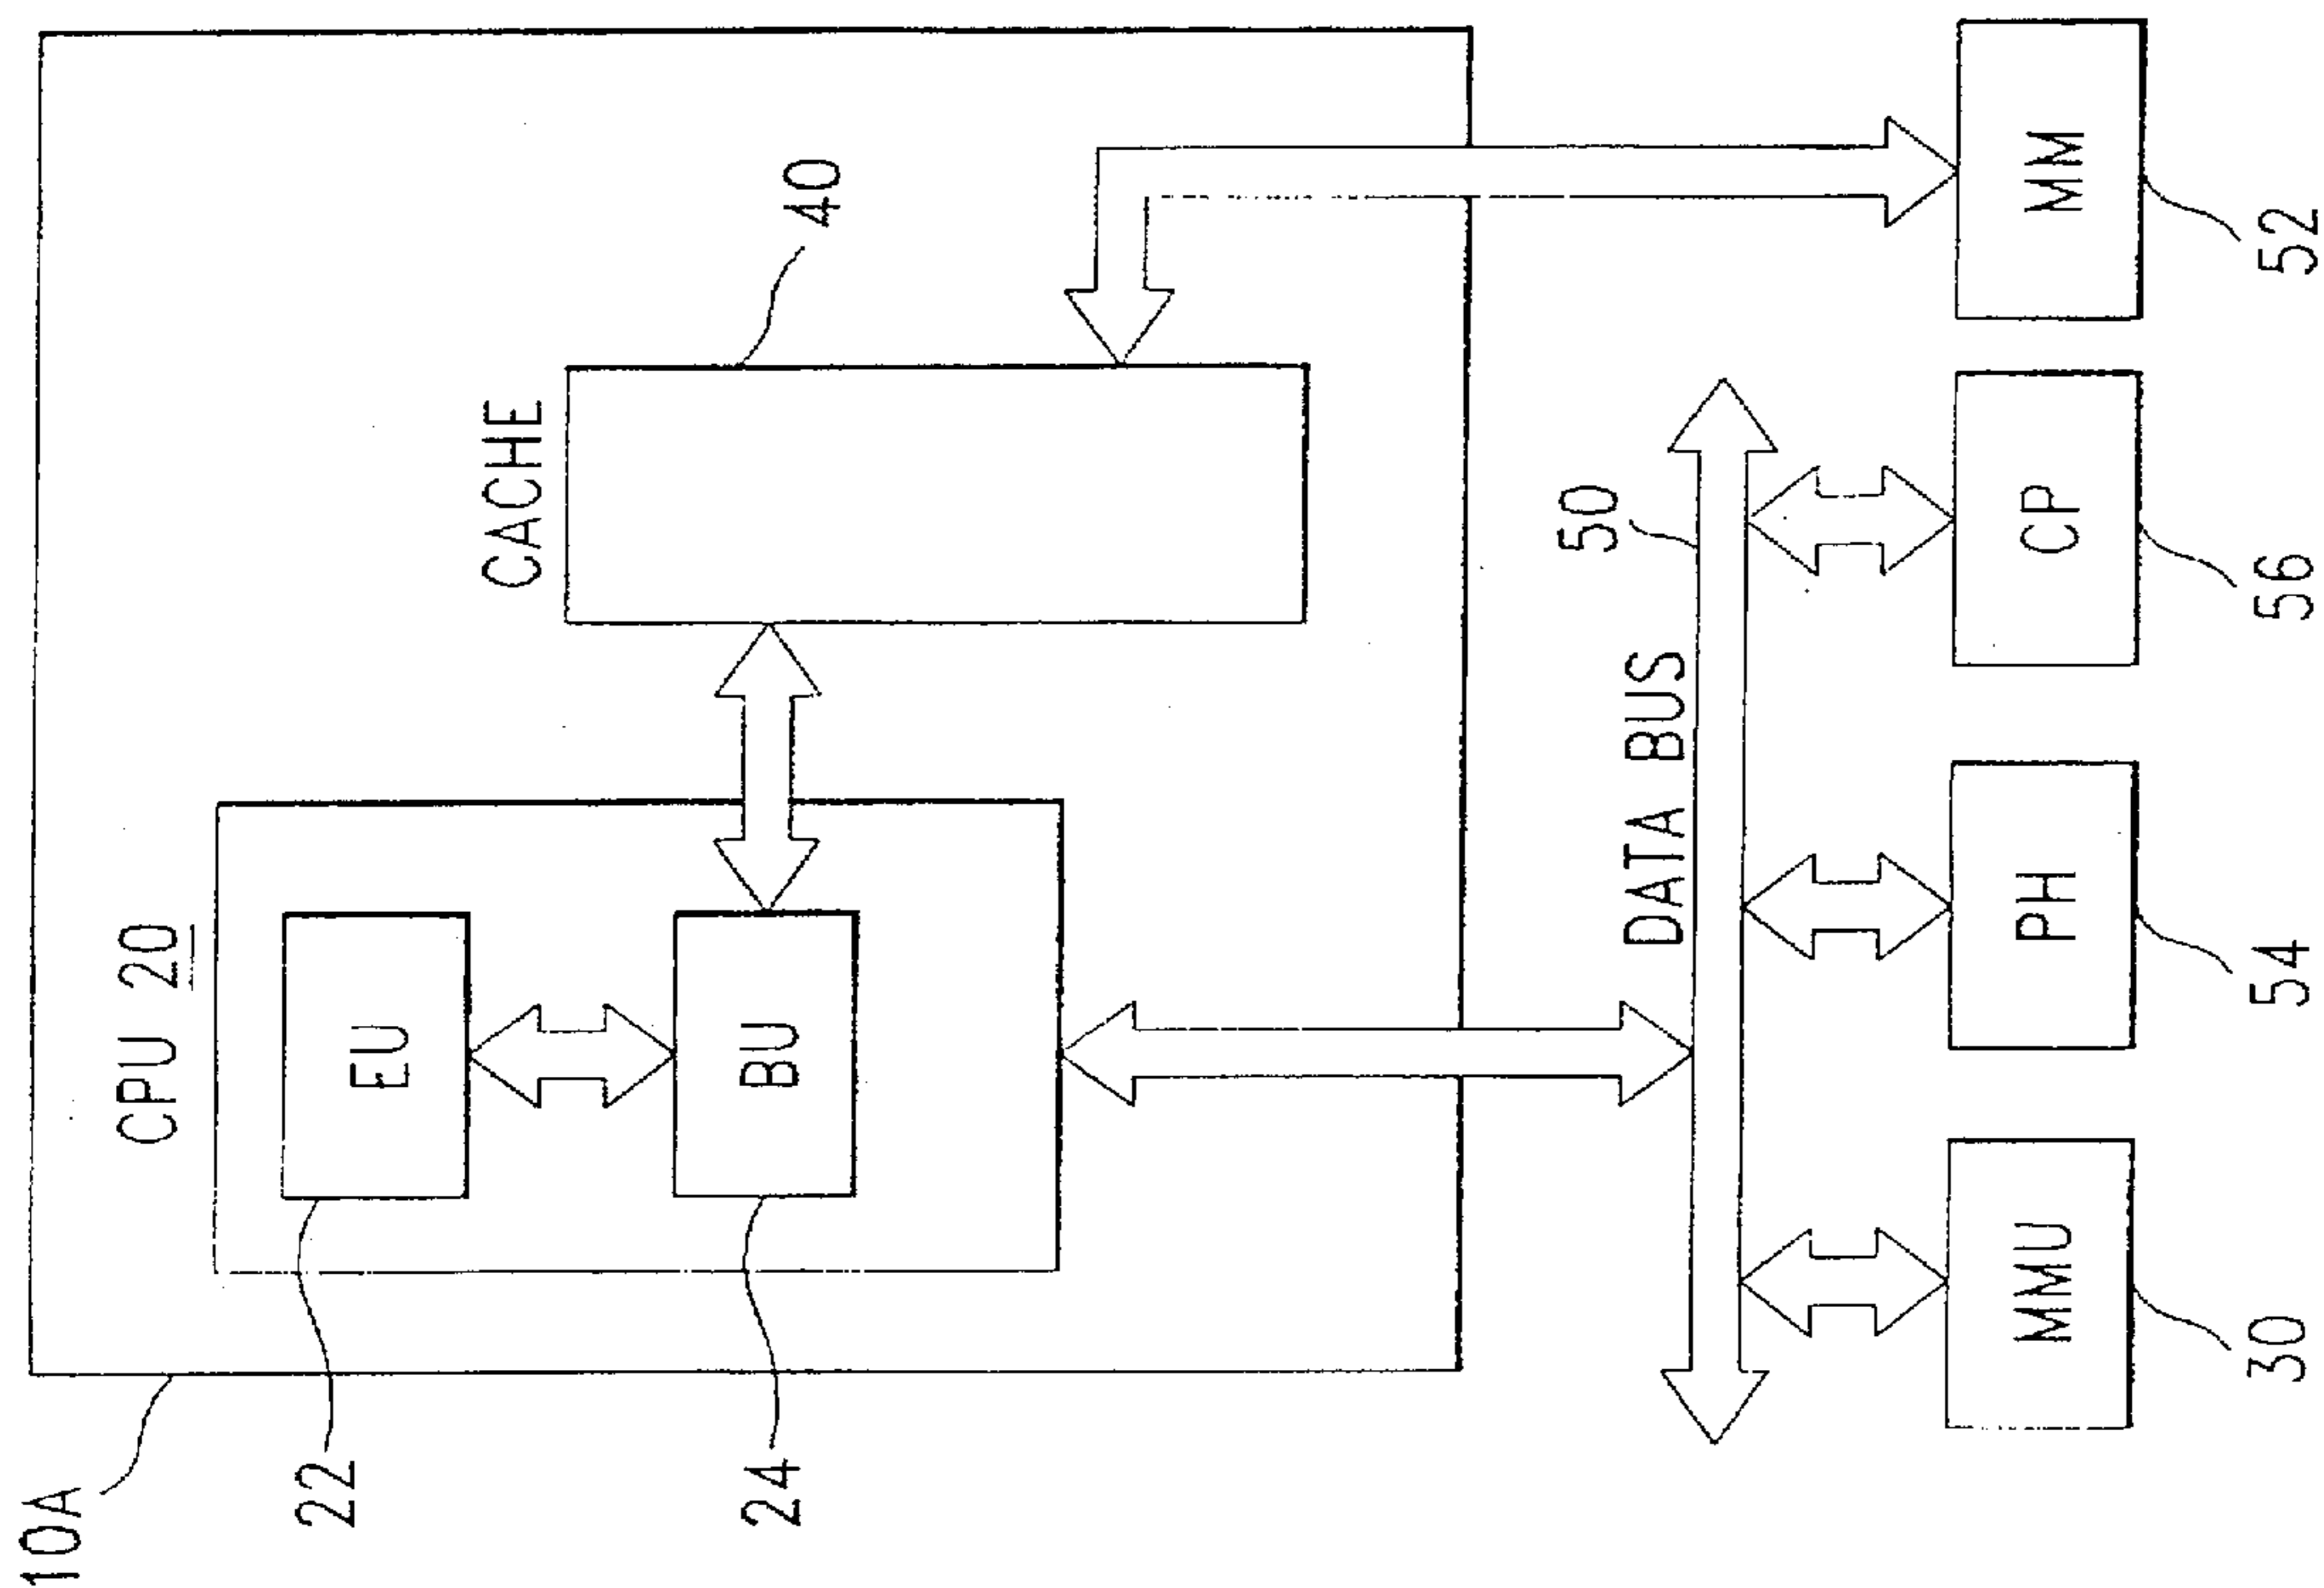 10A
CPU 20
EU
22
BU
24
CACHE
40
DATA BUS
50
MMU
30
PH
54
CP
56
MM
52